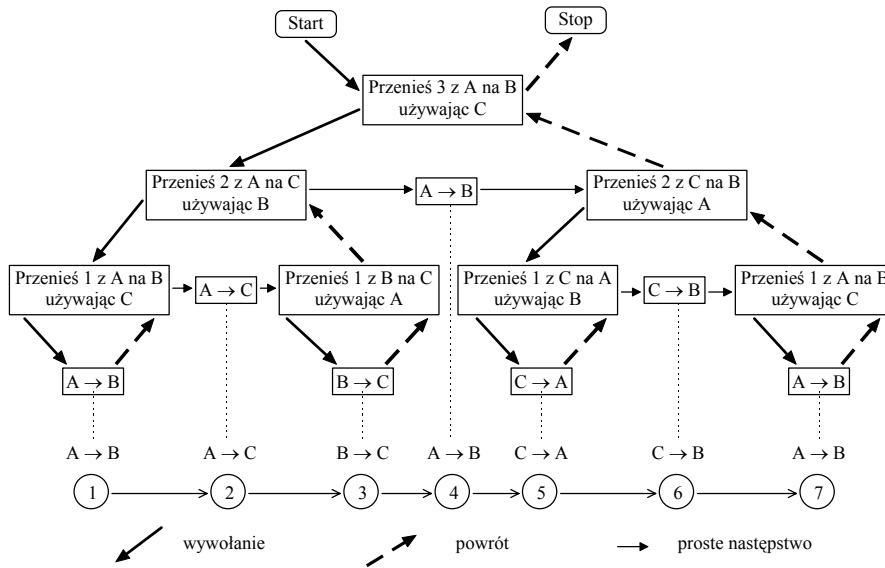 Start
Stop
Przenieś 3 z A na B
używając C
Przenieś 2 z A na C
używając B
A → B
Przenieś 2 z C na B
używając A
Przenieś 1 z A na B
używając C
A → C
Przenieś 1 z B na C
używając A
Przenieś 1 z C na A
używając B
C → B
Przenieś 1 z A na B
używając C
A → B
B → C
C → A
A → B
A → B
A → C
B → C
A → B
C → A
C → B
A → B
1
2
3
4
5
6
7
wywołanie
powrót
proste następstwo